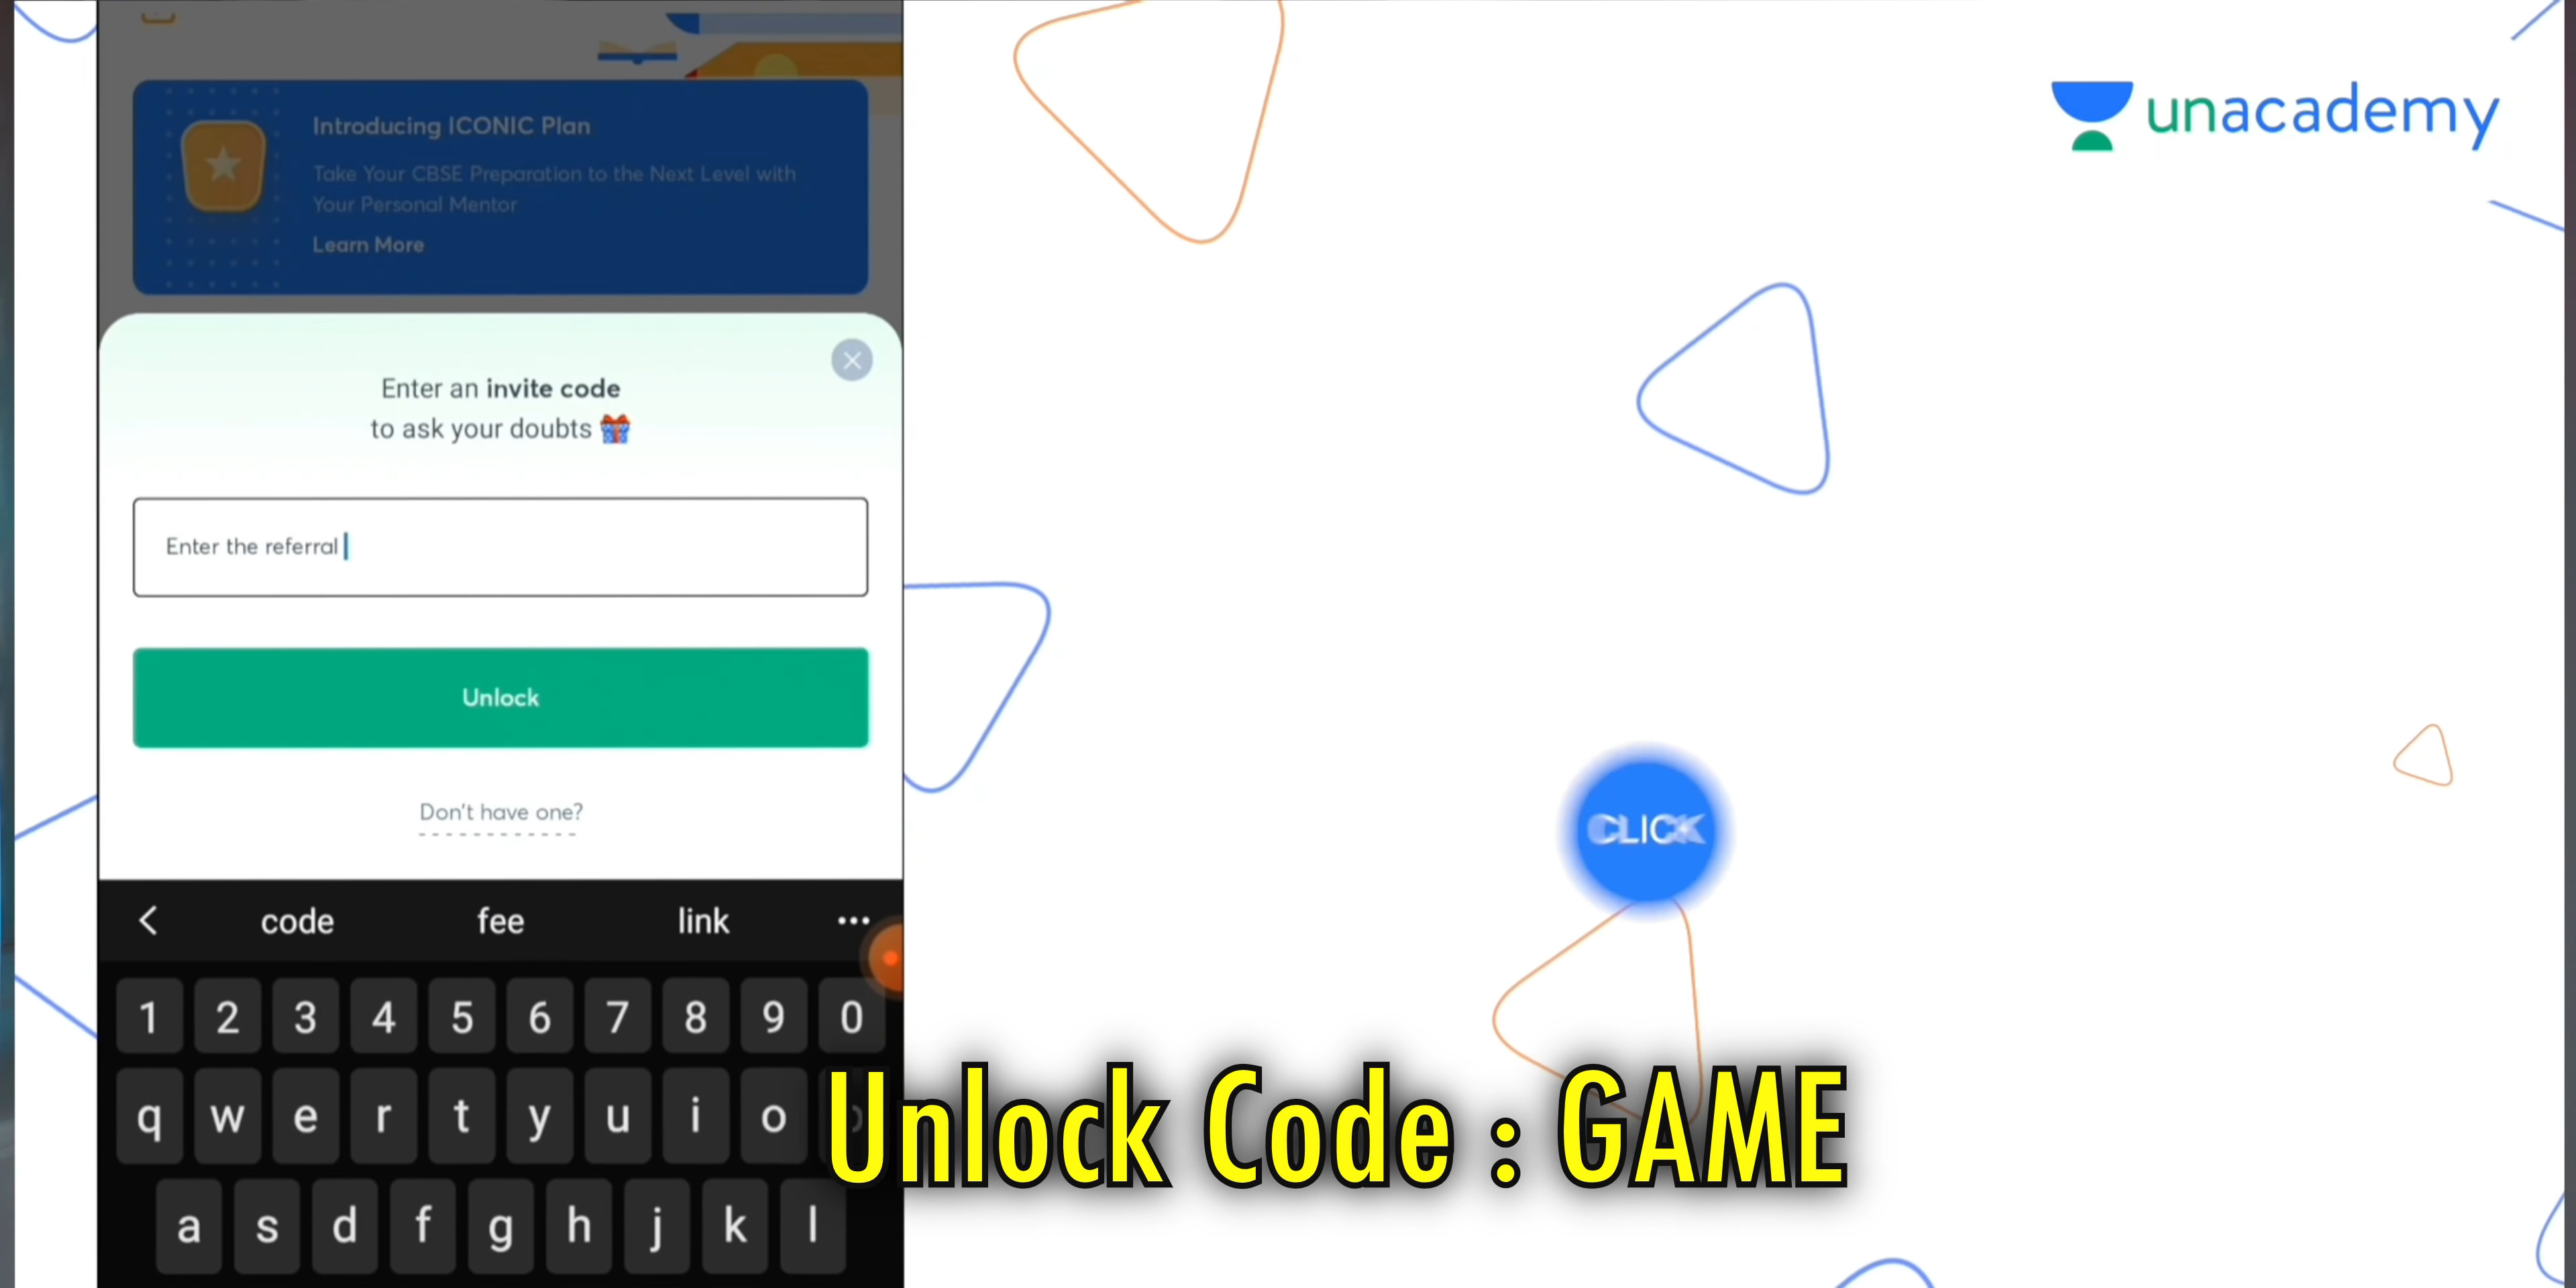 Introducing ICONIC Plan
Take Your CBSE Preparation to the Next Level with
Your Personal Mentor
Learn More
Enter an invite code
to ask your doubts
Enter the referral
Unlock
Don't have one?
code fee link
1 2 3 4 5 6 7 8 9 0
q w e r t y u i o p
a s d f g h j k l
unacademy
CLICK
Unlock Code : GAME